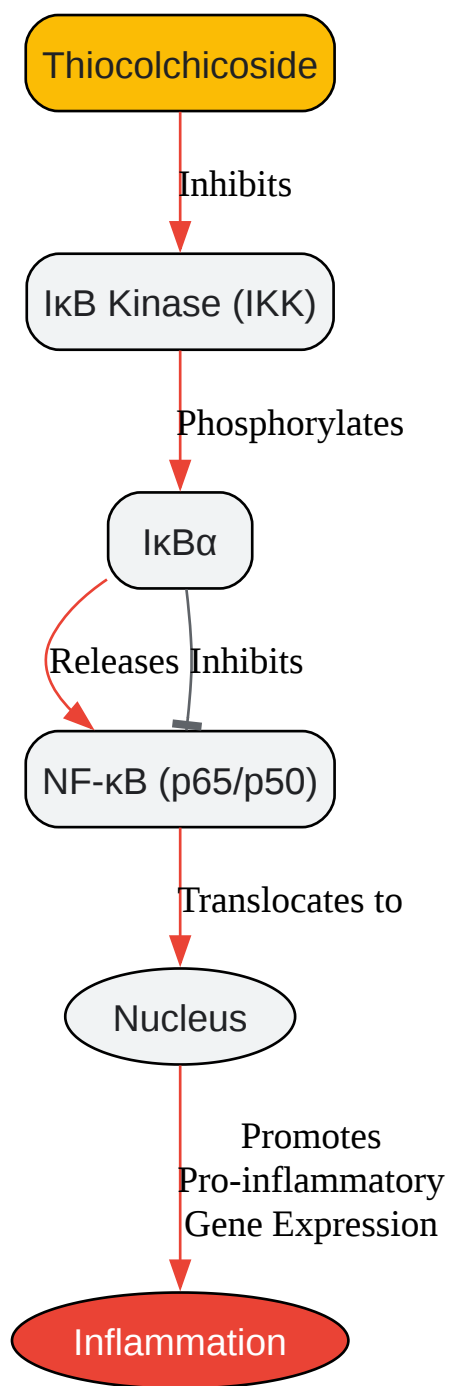 Thiocolchicoside
Inhibits
IκB Kinase (IKK)
Phosphorylates
IκBα
Releases
Inhibits
NF-κB (p65/p50)
Translocates to
Nucleus
Promotes
Pro-inflammatory
Gene Expression
Inflammation